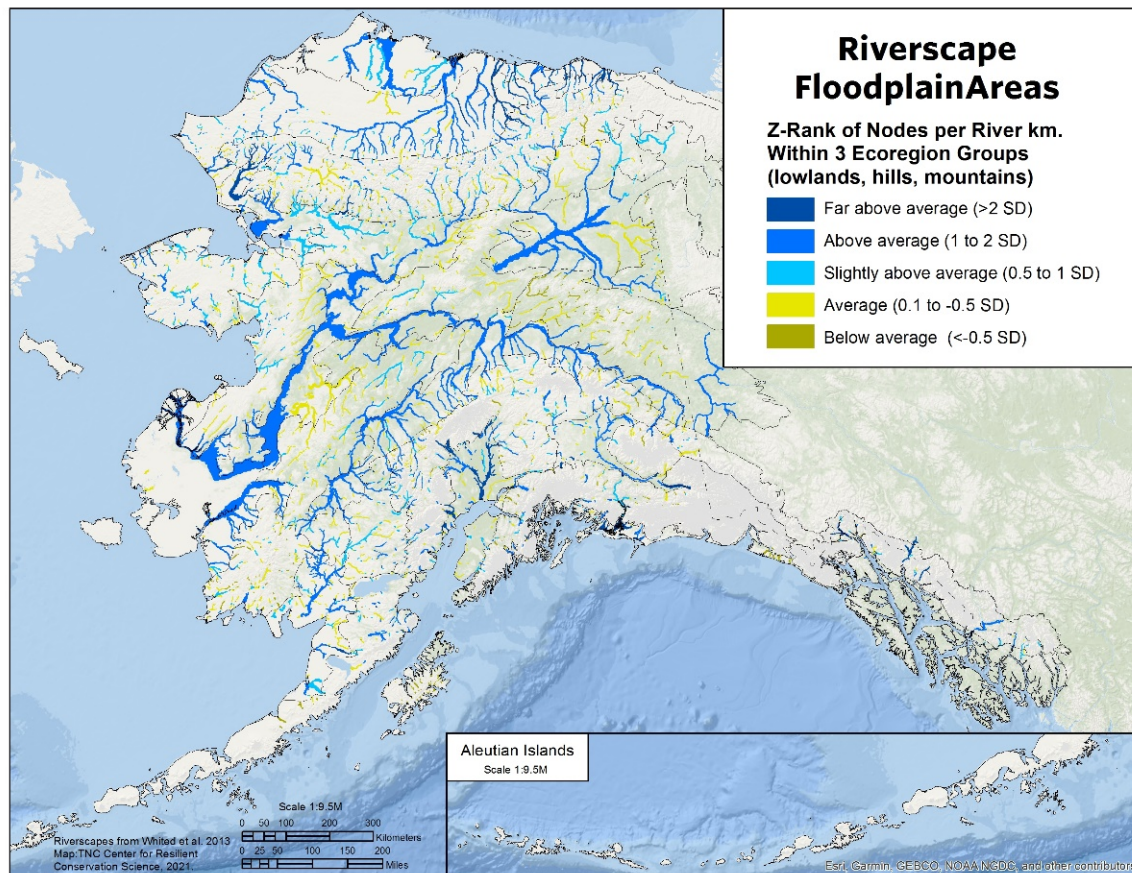 Riverscape
FloodplainAreas
Z-Rank of Nodes per River km.
Within 3 Ecoregion Groups
(lowlands, hills, mountains)
Far above average (>2 SD)
Above average (1 to 2 SD)
Slightly above average (0.5 to 1 SD)
Average (0.1 to -0.5 SD)
Below average (<-0.5 SD)
Aleutian Islands
Scale 1:9.5M
Scale 1:9.5M
0 50 100 200 300
Kilometers
0 25 50 100 150 200
Miles
Riverscapes from Whited et al. 2013
Map:TNC Center for Resilient
Conservation Science, 2021.
Esri, Garmin, GEBCO, NOAA NGDC, and other contributors